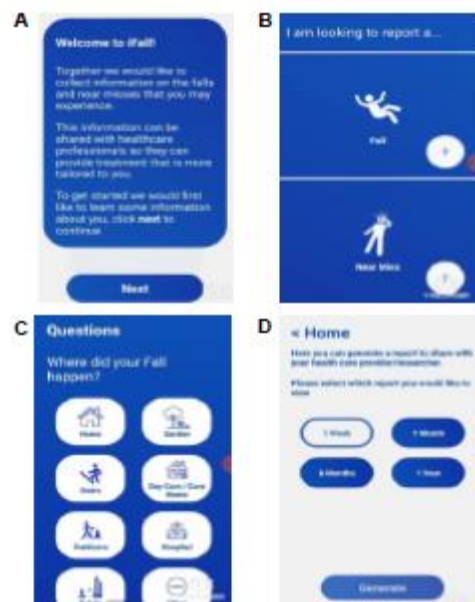 A
Welcome to iFall!
Together we would like to
collect information on the falls
and near misses that you may
experience.
This information can be
shared with healthcare
professionals so they can
provide treatment that is more
tailored to you.
To get started we would first
like to learn some information
about you, click next to
continue
Next
B
I am looking to report a...
Fall
Near Miss
C
Questions
Where did your Fall
happen?
Home
Garden
Stairs
Day Care / Care
Home
Outdoors
Hospital
D
« Home
Here you can generate a report to share with
your health care provider/researcher.
Please select which report you would like to
view
1 Week
1 Month
6 Months
1 Year
Generate